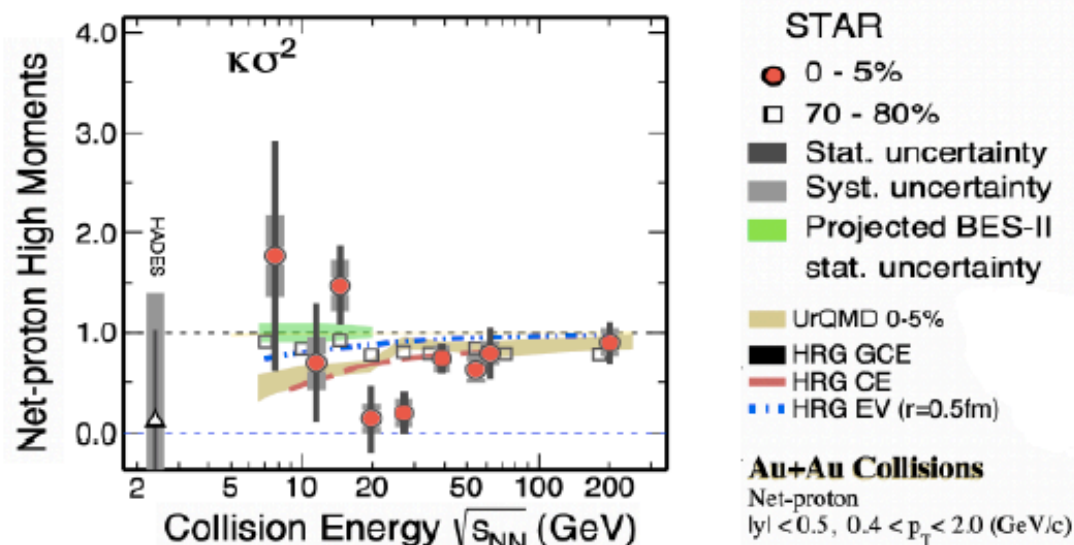 κσ²
Net-proton High Moments
4.0
3.0
2.0
1.0
0.0
HADES
2 5 10 20 50 100 200
Collision Energy √sNN (GeV)
STAR
0 - 5%
70 - 80%
Stat. uncertainty
Syst. uncertainty
Projected BES-II
stat. uncertainty
UrQMD 0-5%
HRG GCE
HRG CE
HRG EV (r=0.5fm)
Au+Au Collisions
Net-proton
|y| < 0.5, 0.4 < pT < 2.0 (GeV/c)